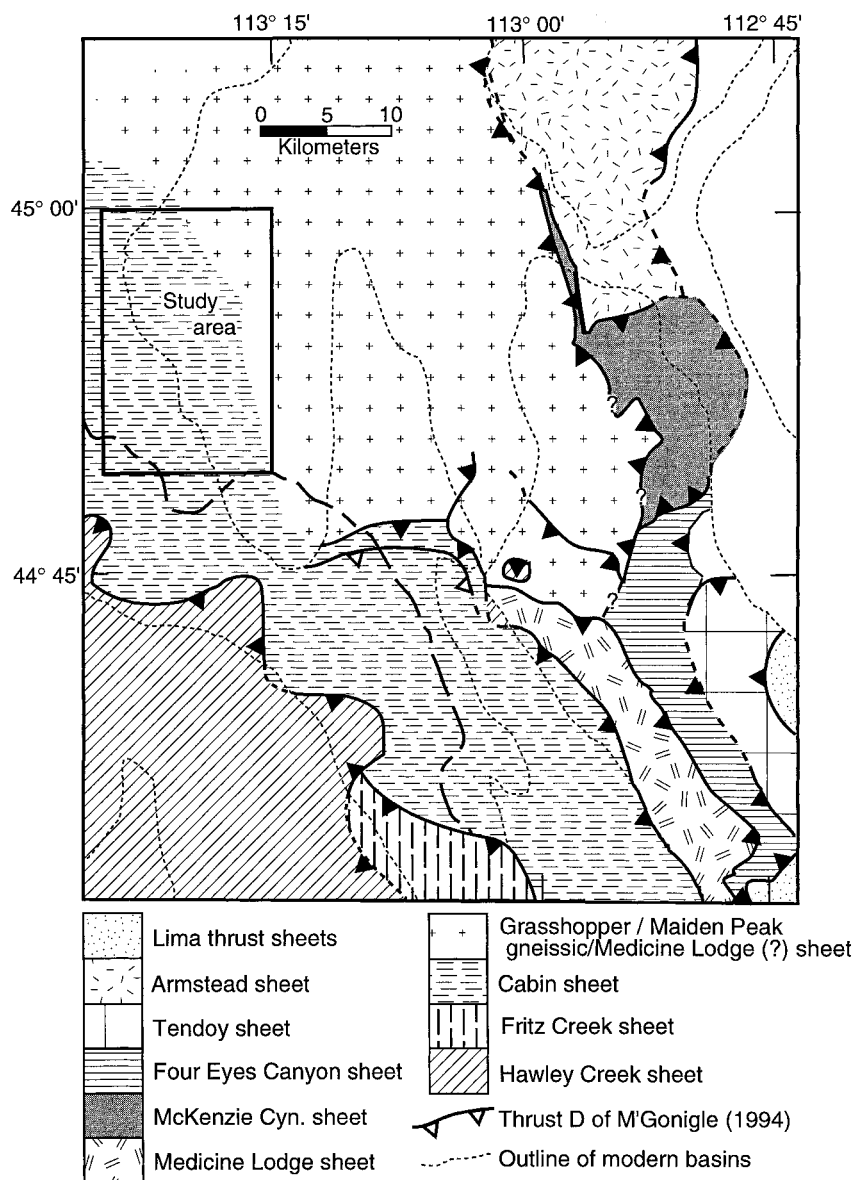 113° 15'
113° 00'
112° 45'
0 5 10
Kilometers
45° 00'
Study
area
?
?
44° 45'
?
Lima thrust sheets
Armstead sheet
Tendoy sheet
Four Eyes Canyon sheet
McKenzie Cyn. sheet
Medicine Lodge sheet
Grasshopper / Maiden Peak
gneissic/Medicine Lodge (?) sheet
Cabin sheet
Fritz Creek sheet
Hawley Creek sheet
Thrust D of M'Gonigle (1994)
Outline of modern basins